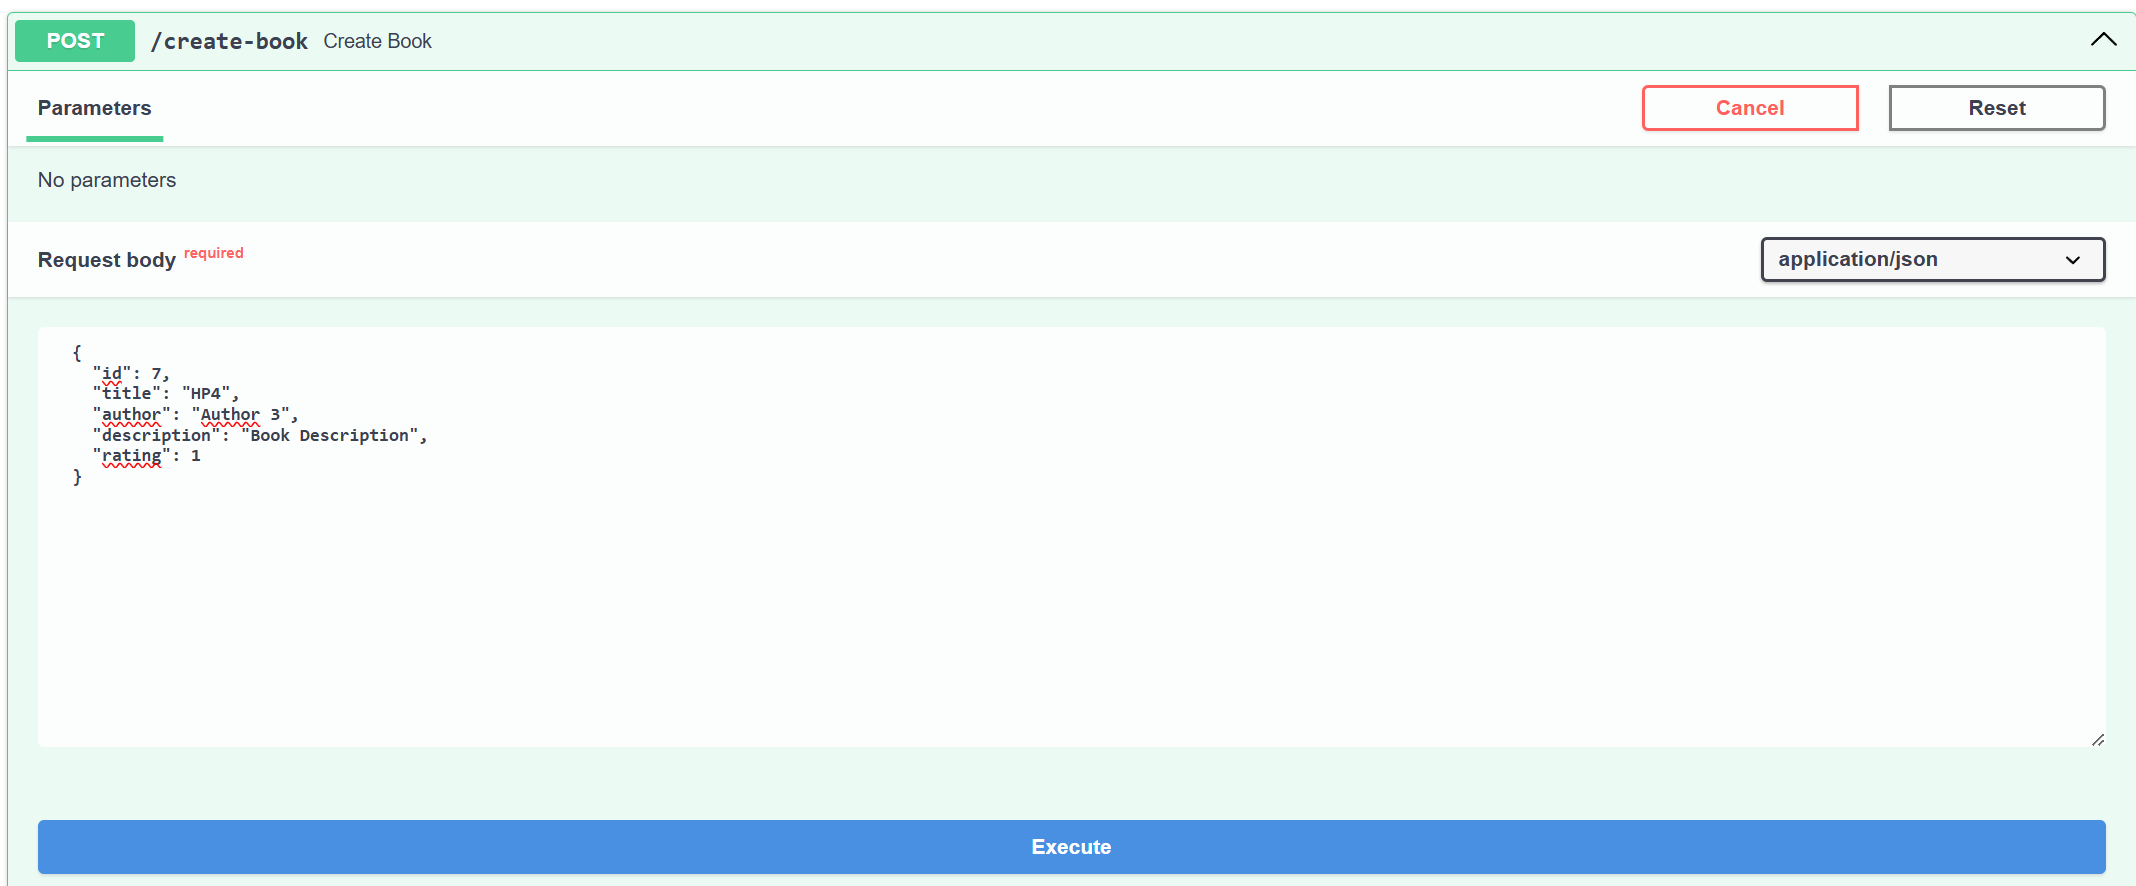 POST /create-book Create Book
Parameters Cancel Reset
No parameters
Request body required application/json
{
"id": 7,
"title": "HP4",
"author": "Author 3",
"description": "Book Description",
"rating": 1
}
Execute